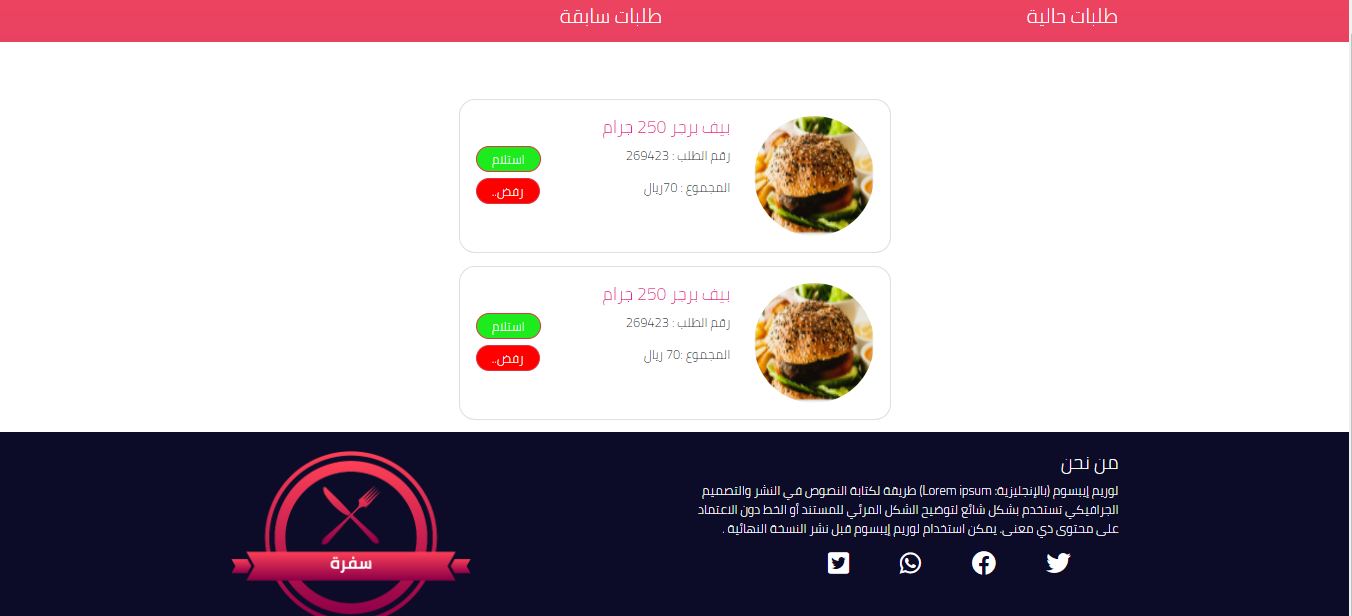 طلبات حالية
طلبات سابقة
بيف برجر 250 جرام
رقم الطلب : 269423
استلام
المجموع : 70ريال
رفض..
بيف برجر 250 جرام
رقم الطلب : 269423
استلام
المجموع :70 ريال
رفض..
من نحن
لوريم إيبسوم (بالإنجليزية: Lorem ipsum) طريقة لكتابة النصوص في النشر والتصميم
الجرافيكي تستخدم بشكل شائع لتوضيح الشكل المرئي للمستند أو الخط دون الاعتماد
على محتوى ذي معنى. يمكن استخدام لوريم إيبسوم قبل نشر النسخة النهائية .
سفرة